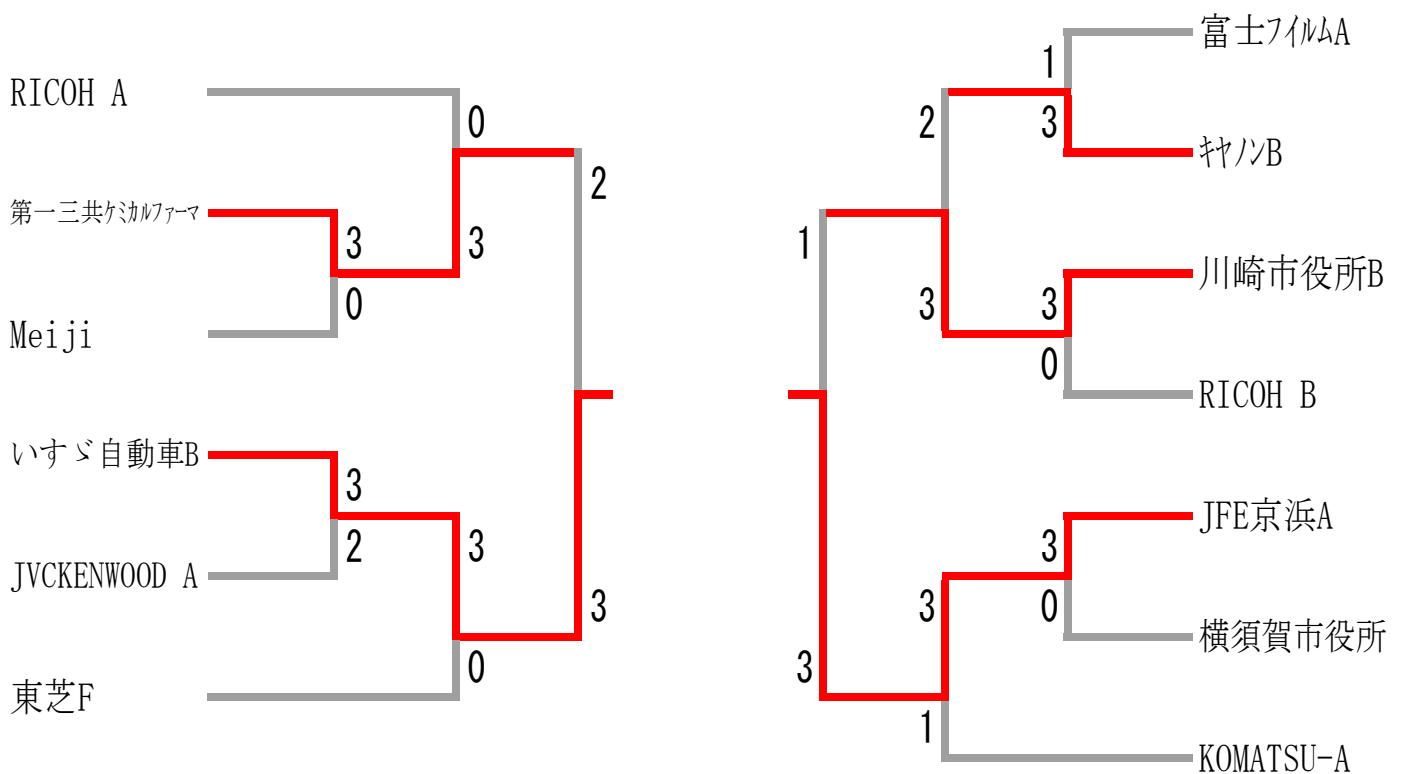 RICOH A
0
2
第一三共ケミカルファーマ
3
3
0
Meiji
いすゞ自動車B
3
3
2
JVCKENWOOD A
3
0
東芝F
富士フイルムA
1
2
3
キヤノンB
1
川崎市役所B
3
3
0
RICOH B
JFE京浜A
3
3
0
横須賀市役所
3
1
KOMATSU-A